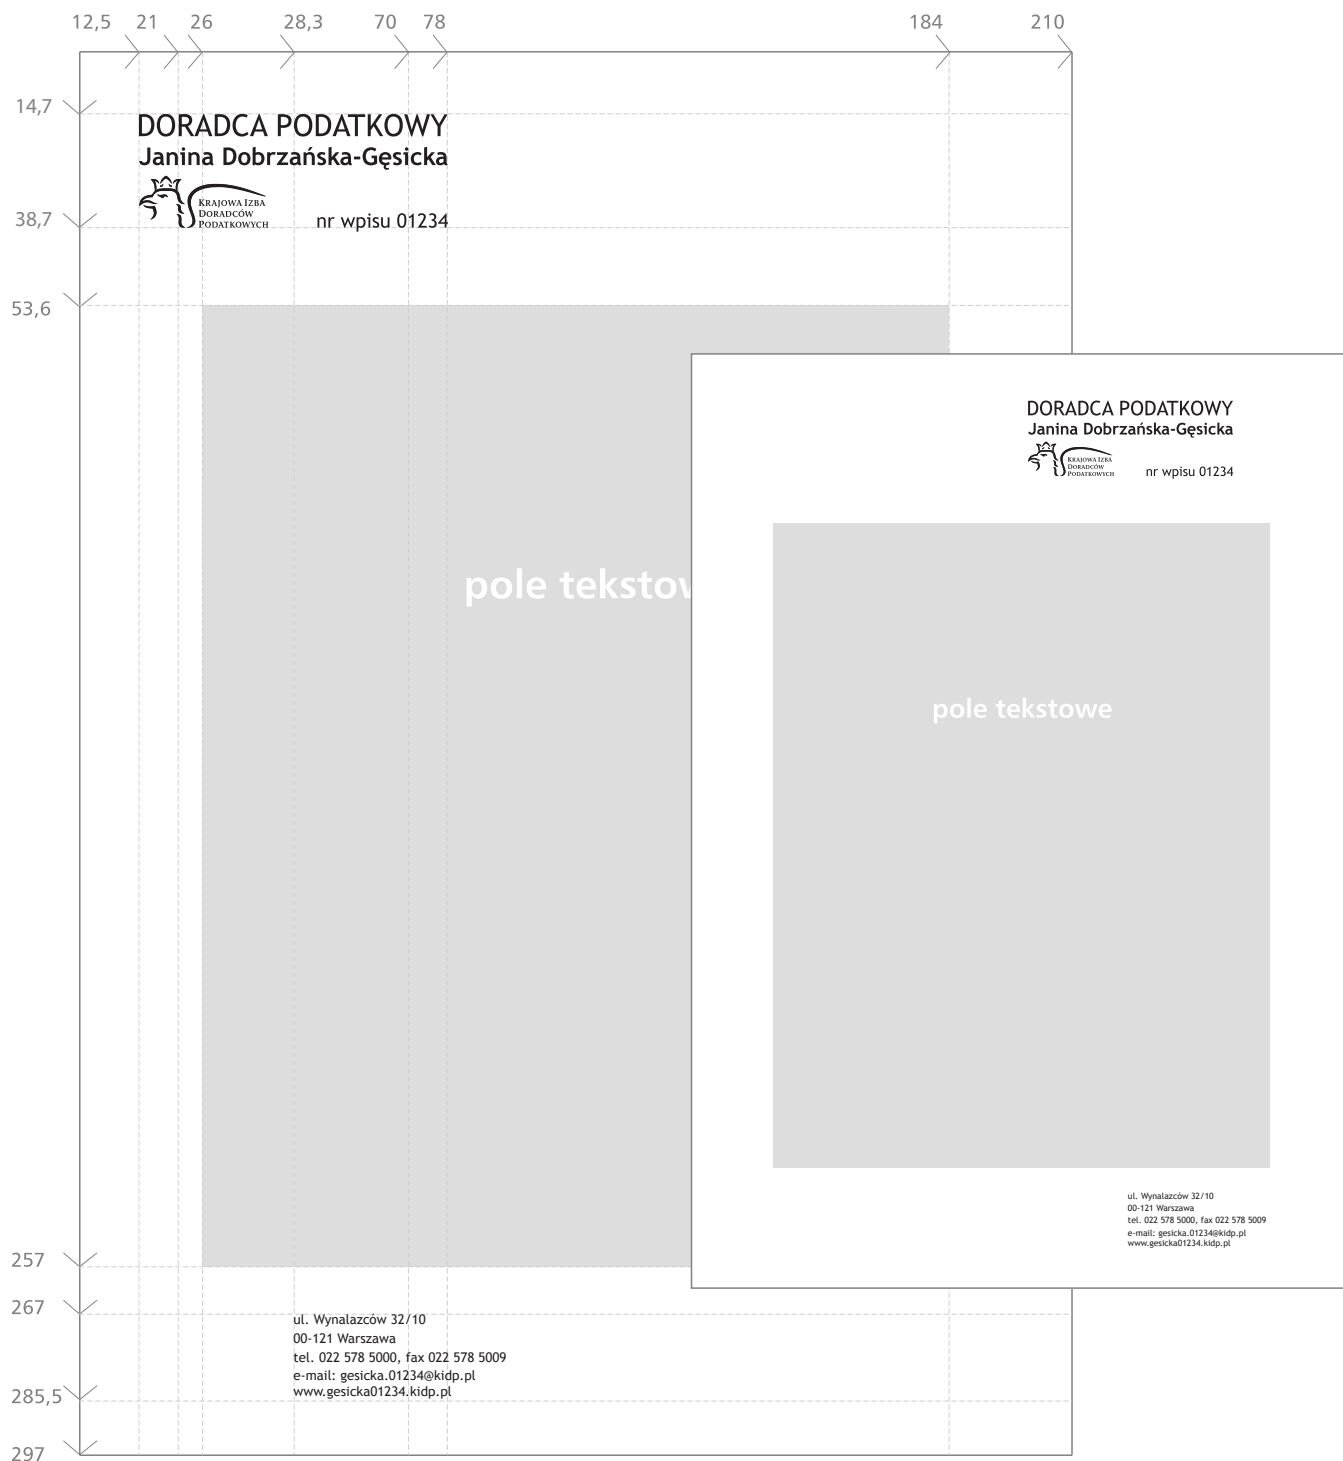 12,5 21 26 28,3 70 78 184 210
14,7
DORADCA PODATKOWY
Janina Dobrzańska-Gęsicka
KRAJOWA IZBA
DORADCÓW
PODATKOWYCH
nr wpisu 01234
38,7
53,6
pole tekstow
257
267
ul. Wynalazców 32/10
00-121 Warszawa
tel. 022 578 5000, fax 022 578 5009
e-mail: gesicka.01234@kidp.pl
www.gesicka01234.kidp.pl
285,5
297
DORADCA PODATKOWY
Janina Dobrzańska-Gęsicka
KRAJOWA IZBA
DORADCÓW
PODATKOWYCH
nr wpisu 01234
pole tekstowe
ul. Wynalazców 32/10
00-121 Warszawa
tel. 022 578 5000, fax 022 578 5009
e-mail: gesicka.01234@kidp.pl
www.gesicka01234.kidp.pl